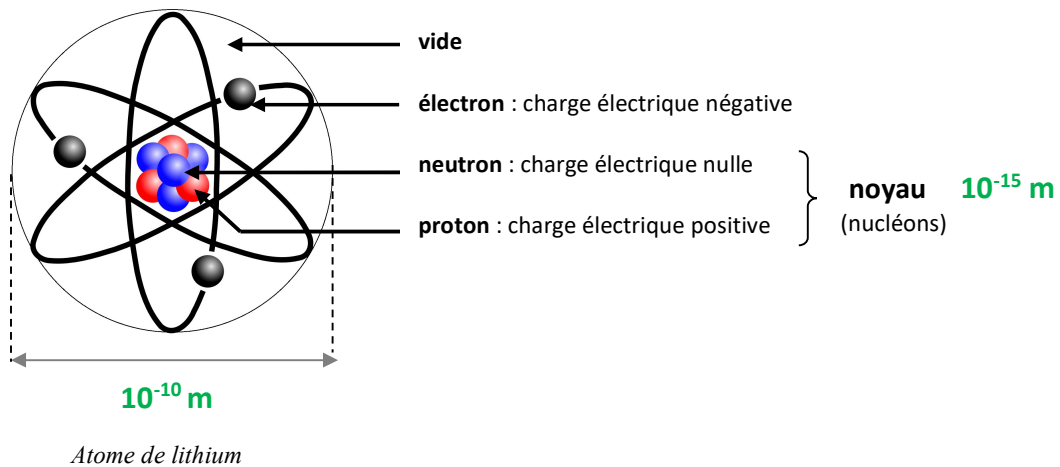 vide
électron : charge électrique négative
neutron : charge électrique nulle
proton : charge électrique positive
noyau 10⁻¹⁵ m
(nucléons)
10⁻¹⁰ m
Atome de lithium